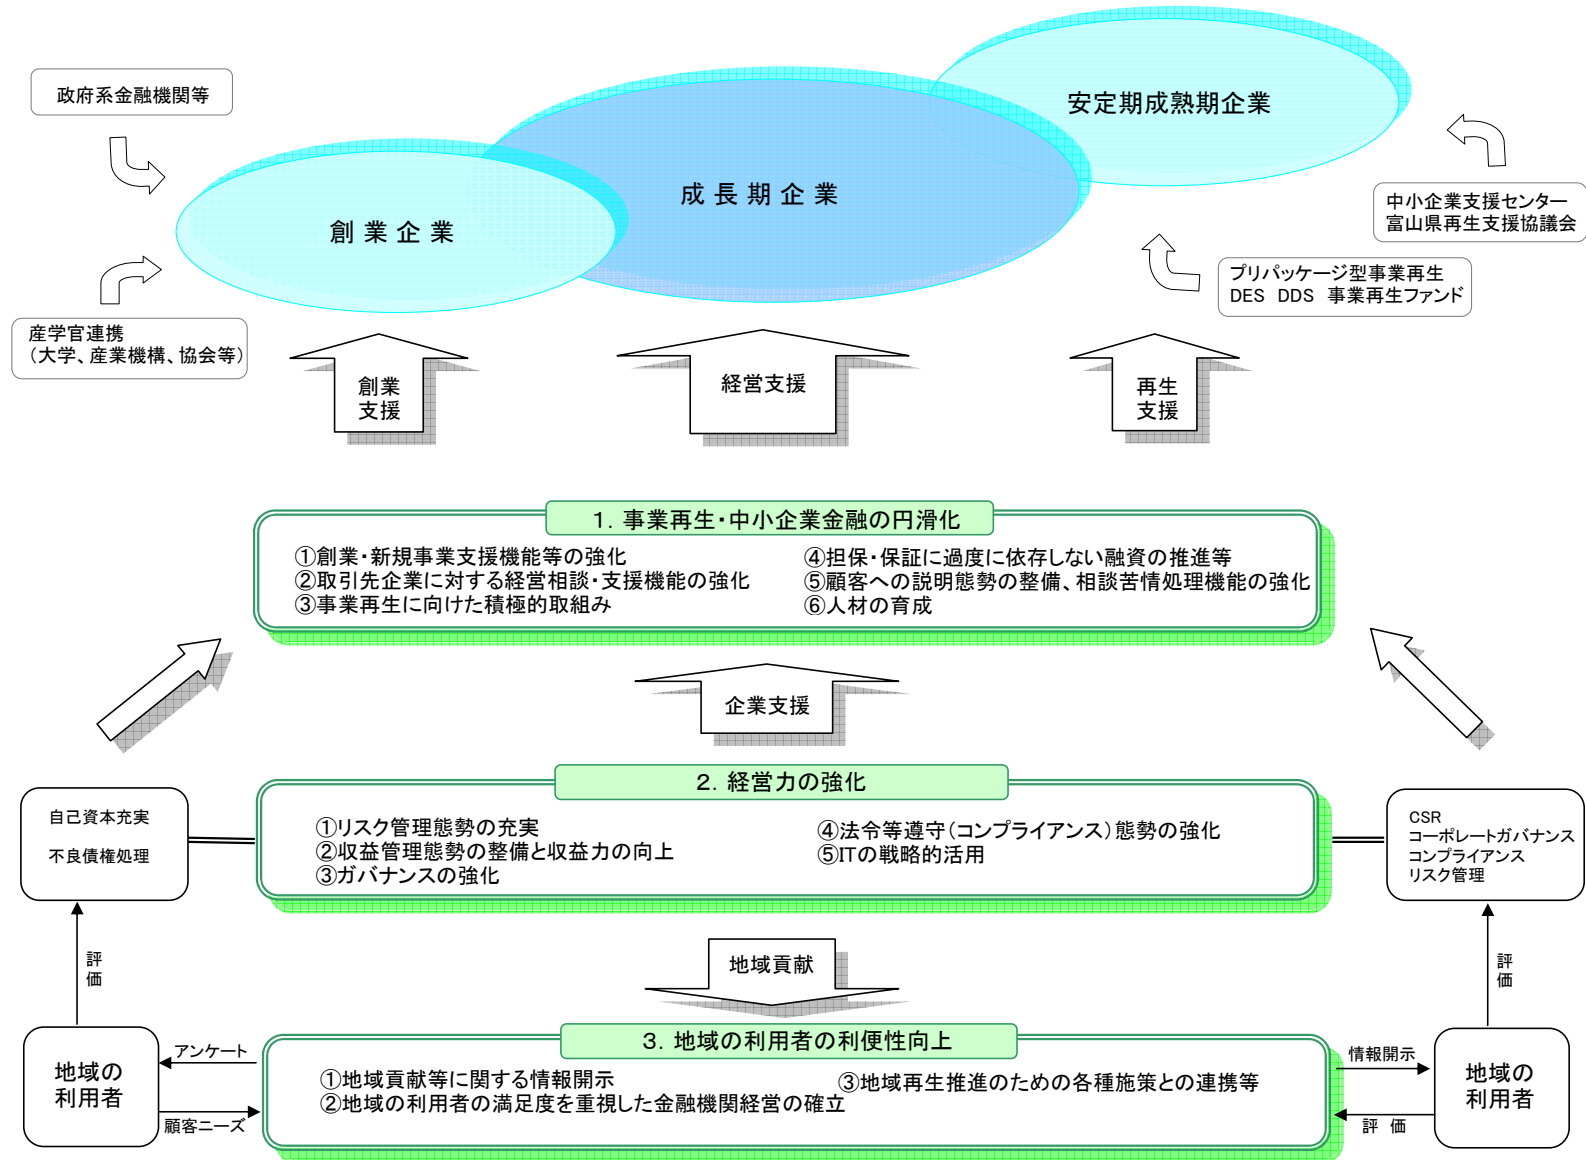 政府系金融機関等
安定期成熟期企業
成長期企業
創業企業
中小企業支援センター
富山県再生支援協議会
プリパッケージ型事業再生
DES DDS 事業再生ファンド
産学官連携
(大学、産業機構、協会等)
創業
支援
経営支援
再生
支援
1. 事業再生・中小企業金融の円滑化
①創業・新規事業支援機能等の強化
②取引先企業に対する経営相談・支援機能の強化
③事業再生に向けた積極的取組み
④担保・保証に過度に依存しない融資の推進等
⑤顧客への説明態勢の整備、相談苦情処理機能の強化
⑥人材の育成
企業支援
2. 経営力の強化
①リスク管理態勢の充実
②収益管理態勢の整備と収益力の向上
③ガバナンスの強化
④法令等遵守(コンプライアンス)態勢の強化
⑤ITの戦略的活用
自己資本充実
不良債権処理
CSR
コーポレートガバナンス
コンプライアンス
リスク管理
評価
地域貢献
評価
3. 地域の利用者の利便性向上
①地域貢献等に関する情報開示
②地域の利用者の満足度を重視した金融機関経営の確立
③地域再生推進のための各種施策との連携等
地域の
利用者
アンケート
顧客ニーズ
情報開示
評 価
地域の
利用者